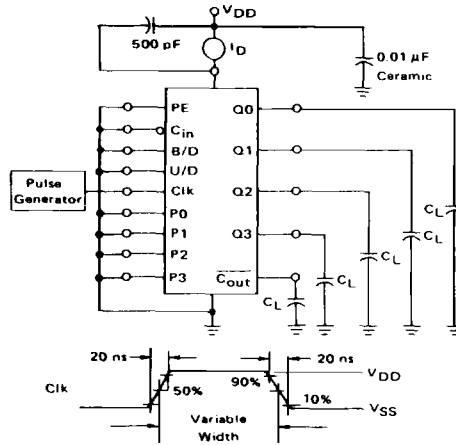 VDD
500 pF
ID
0.01 µF
Ceramic
PE
Q0
Cin
B/D
Q1
U/D
Pulse
Generator
Clk
Q2
P0
P1
Q3
P2
P3
Cout
CL
CL
CL
CL
CL
20 ns
20 ns
Clk
50%
90%
10%
VDD
VSS
Variable
Width